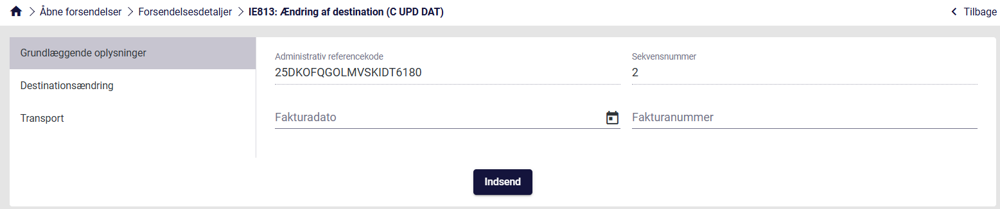 Åbne forsendelser > Forsendelsesdetaljer > IE813: Ændring af destination (C UPD DAT)
Tilbage
Grundlæggende oplysninger
Destinationsændring
Transport
Administrativ referencekode
25DKOFQGOLMVSKIDT6180
Sekvensnummer
2
Fakturadato
Fakturanummer
Indsend